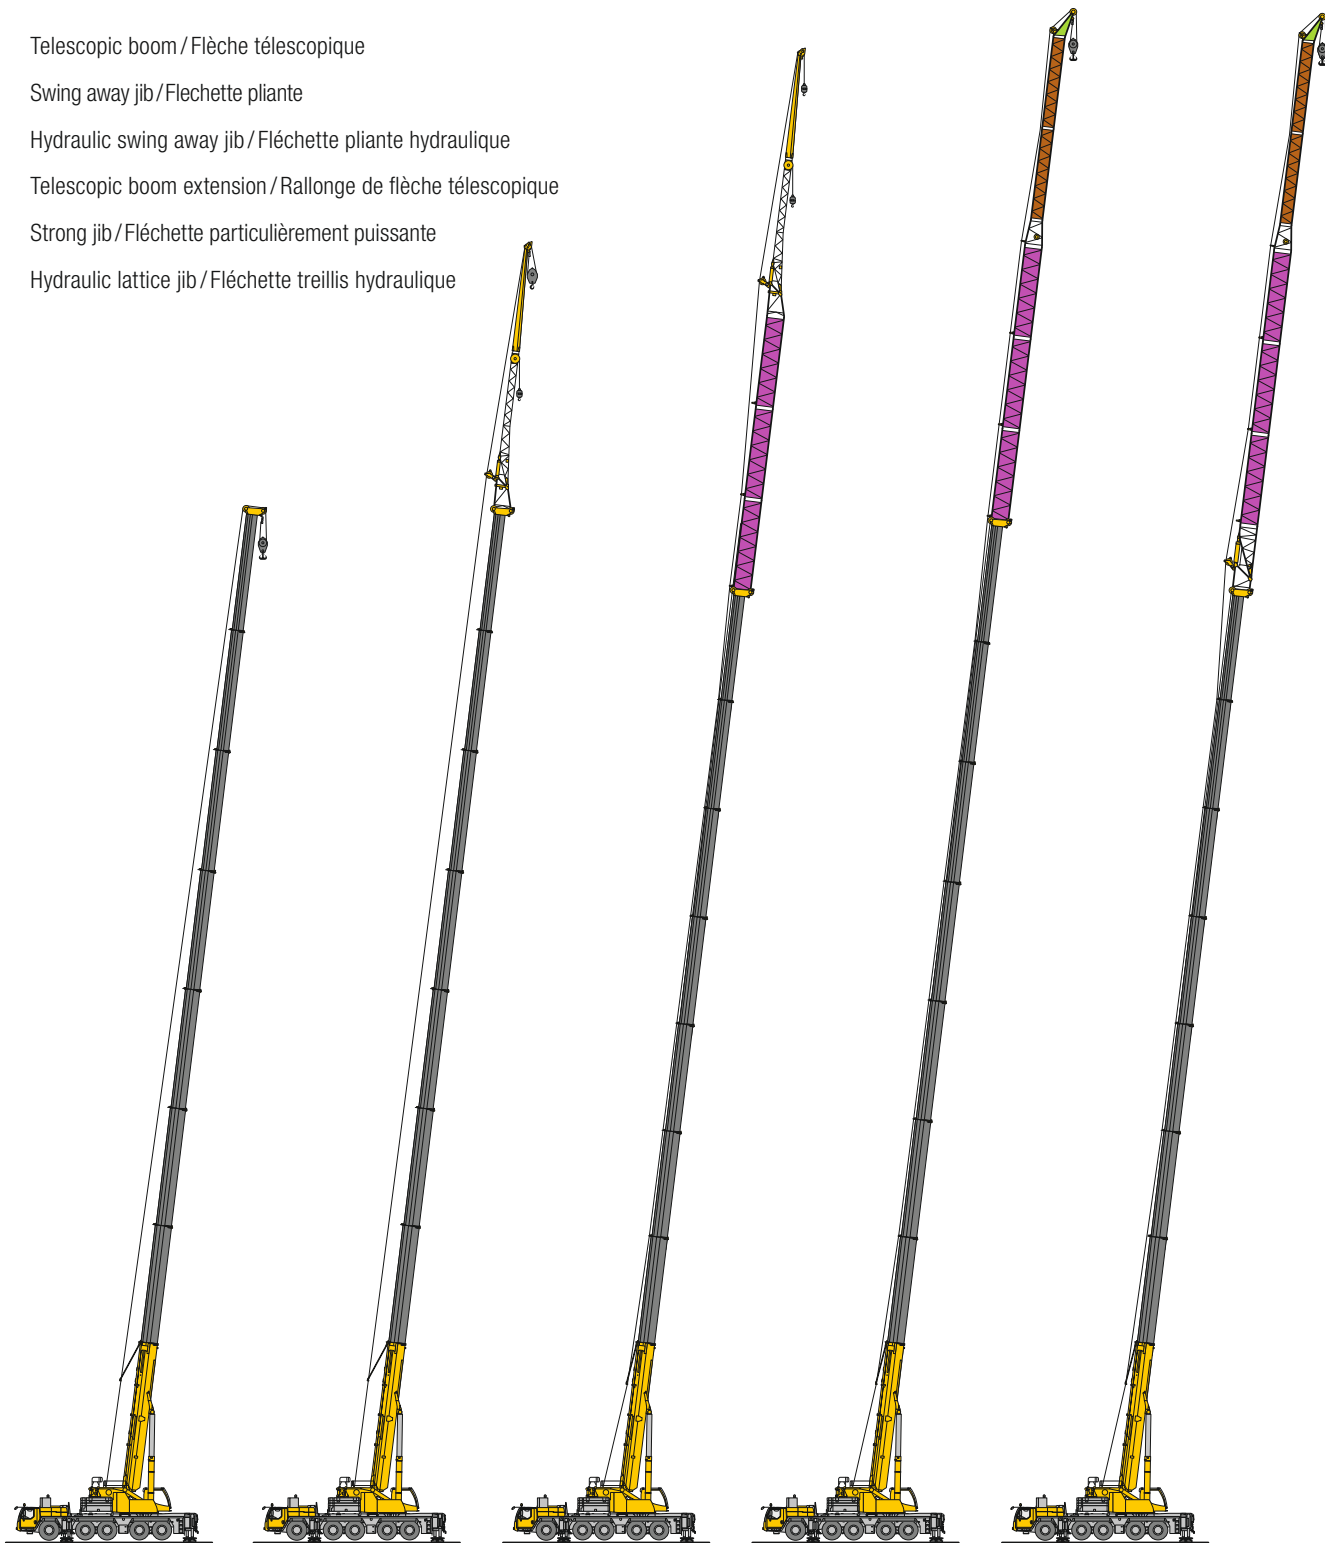 Telescopic boom / Flèche télescopique
Swing away jib / Flechette pliante
Hydraulic swing away jib / Fléchette pliante hydraulique
Telescopic boom extension / Rallonge de flèche télescopique
Strong jib / Fléchette particulièrement puissante
Hydraulic lattice jib / Fléchette treillis hydraulique